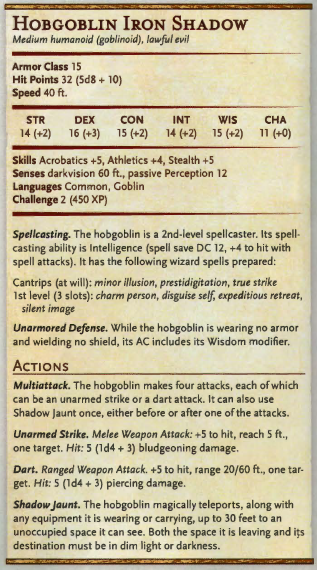 HOBGOBLIN IRON SHADOW
Medium humanoid (goblinoid), lawful evil
Armor Class 15
Hit Points 32 (5d8 + 10)
Speed 40 ft.
STR DEX CON INT WIS CHA
14 (+2) 16 (+3) 15 (+2) 14 (+2) 15 (+2) 11 (+0)
Skills Acrobatics +5, Athletics +4, Stealth +5
Senses darkvision 60 ft., passive Perception 12
Languages Common, Goblin
Challenge 2 (450 XP)
Spellcasting. The hobgoblin is a 2nd-level spellcaster. Its spell-
casting ability is Intelligence (spell save DC 12, +4 to hit with
spell attacks). It has the following wizard spells prepared:
Cantrips (at will): minor illusion, prestidigitation, true strike
1st level (3 slots): charm person, disguise self, expeditious retreat,
silent image
Unarmored Defense. While the hobgoblin is wearing no armor
and wielding no shield, its AC includes its Wisdom modifier.
ACTIONS
Multiattack. The hobgoblin makes four attacks, each of which
can be an unarmed strike or a dart attack. It can also use
Shadow Jaunt once, either before or after one of the attacks.
Unarmed Strike. Melee Weapon Attack: +5 to hit, reach 5 ft.,
one target. Hit: 5 (1d4 + 3) bludgeoning damage.
Dart. Ranged Weapon Attack. +5 to hit, range 20/60 ft., one tar-
get. Hit: 5 (1d4 + 3) piercing damage.
Shadow Jaunt. The hobgoblin magically teleports, along with
any equipment it is wearing or carrying, up to 30 feet to an
unoccupied space it can see. Both the space it is leaving and its
destination must be in dim light or darkness.